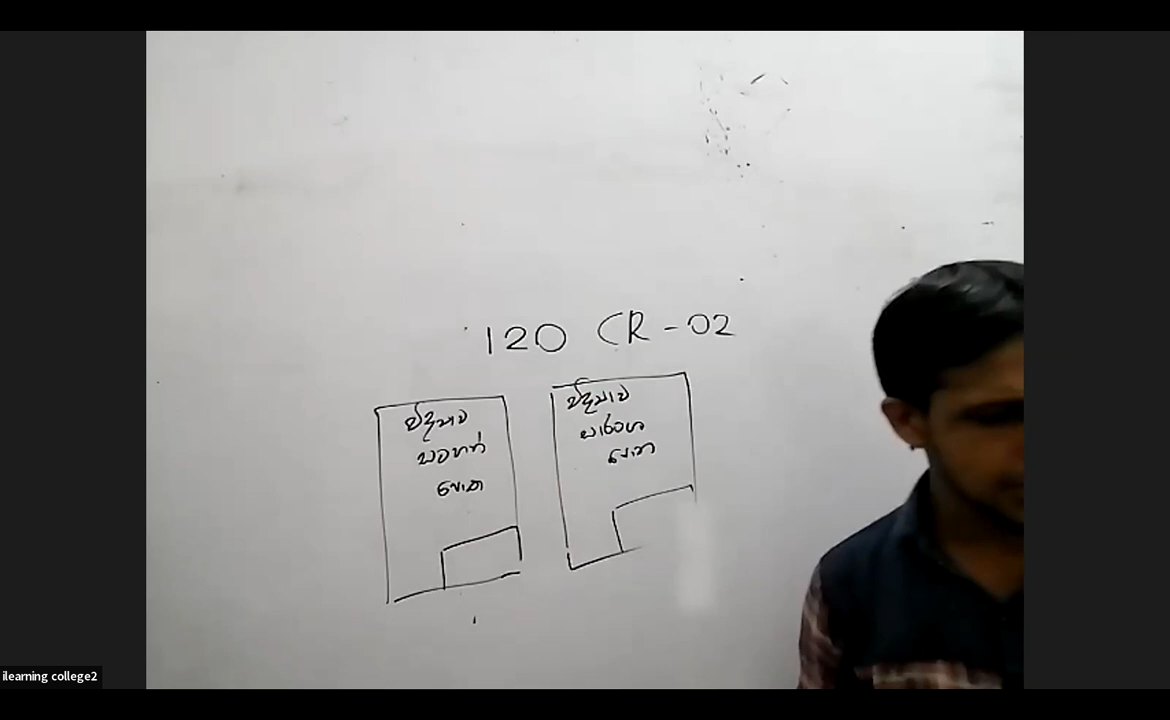 120 CR-02
විද්‍යාව
සටහන්
පොත
විද්‍යාව
සාරාංශ
පොත
ilearning college2